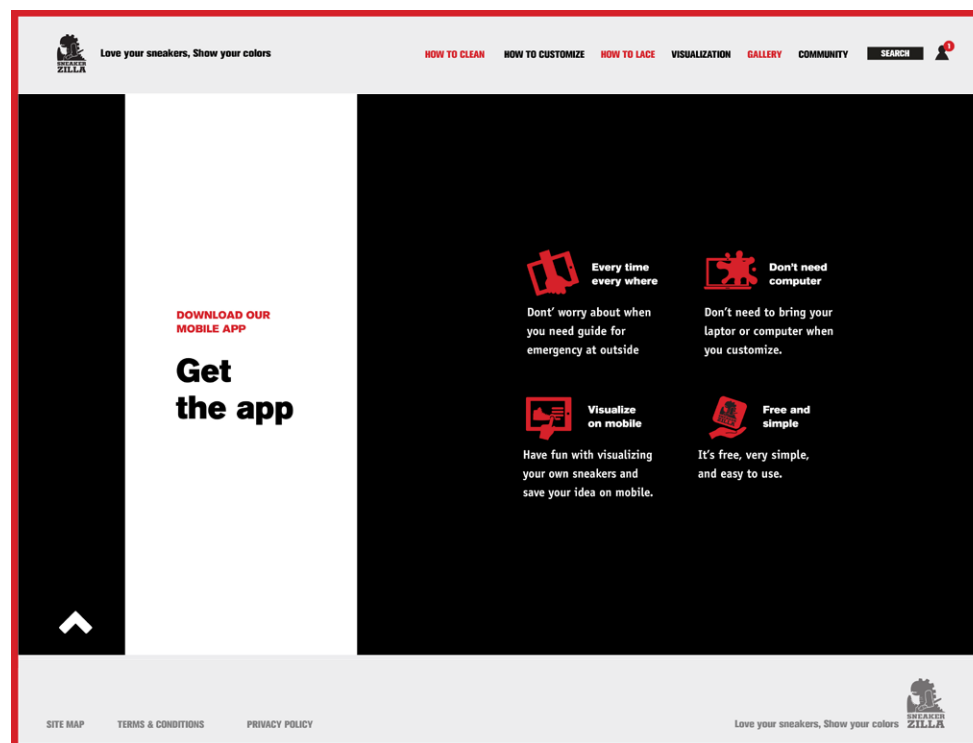 SNEAKER
ZILLA
Love your sneakers, Show your colors
HOW TO CLEAN
HOW TO CUSTOMIZE
HOW TO LACE
VISUALIZATION
GALLERY
COMMUNITY
SEARCH
1
DOWNLOAD OUR
MOBILE APP
Get
the app
Every time
every where
Dont' worry about when
you need guide for
emergency at outside
Don't need
computer
Don't need to bring your
laptor or computer when
you customize.
Visualize
on mobile
Have fun with visualizing
your own sneakers and
save your idea on mobile.
Free and
simple
It's free, very simple,
and easy to use.
SITE MAP
TERMS & CONDITIONS
PRIVACY POLICY
Love your sneakers, Show your colors
SNEAKER
ZILLA